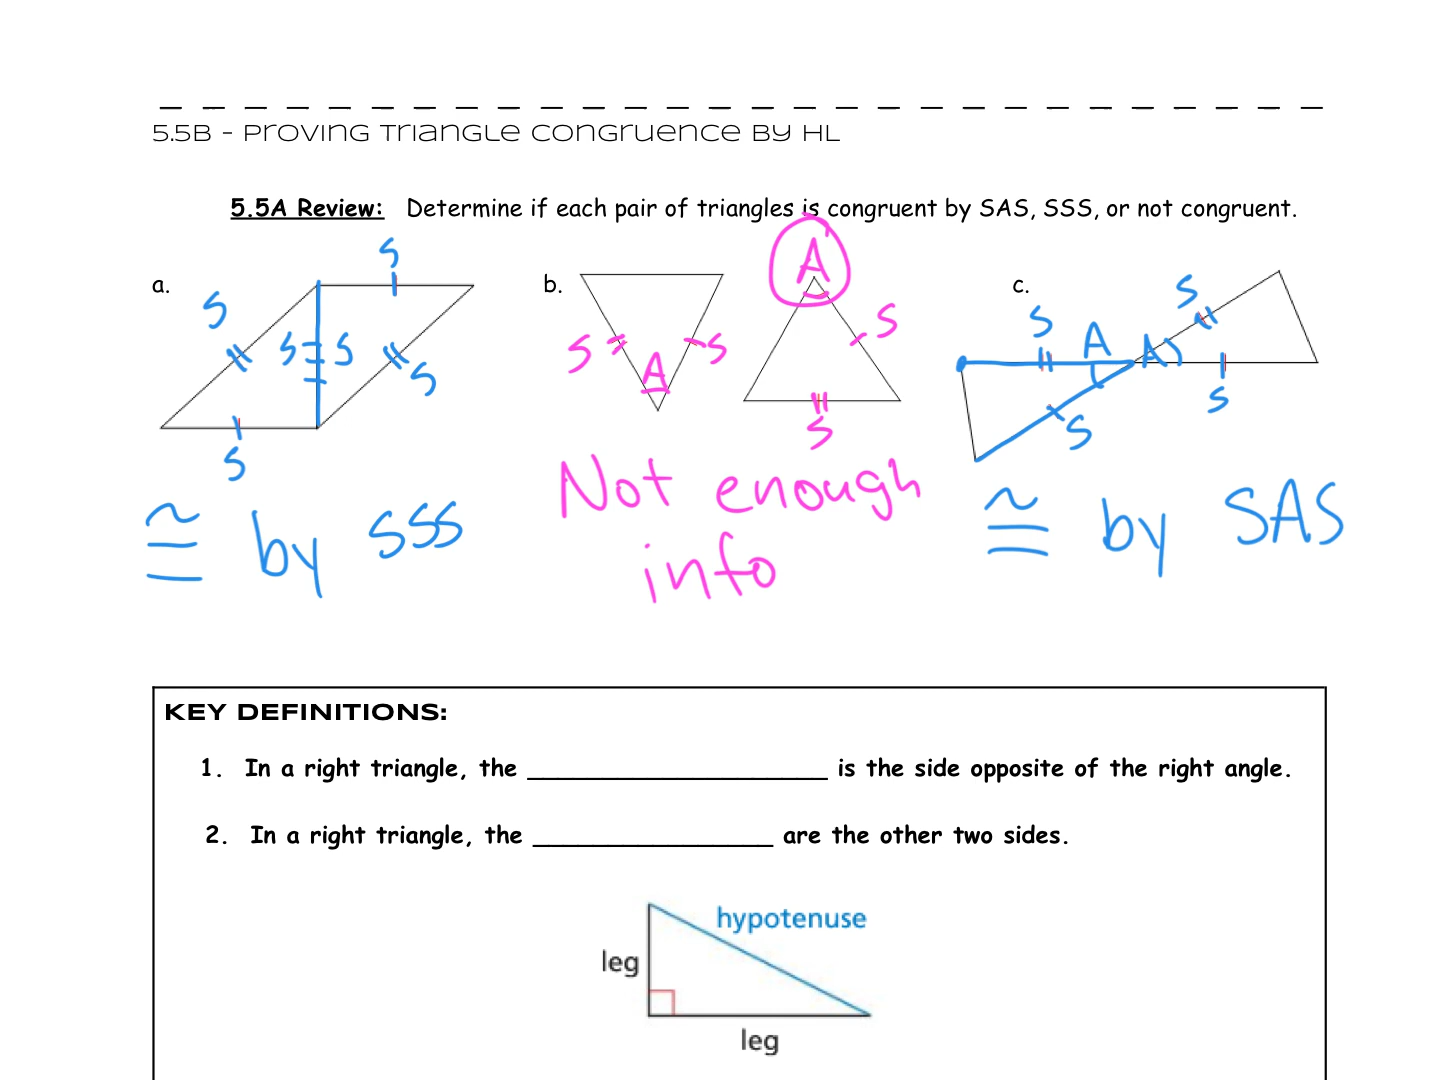 5.5B - Proving Triangle Congruence By HL
5.5A Review: Determine if each pair of triangles is congruent by SAS, SSS, or not congruent.
a.
S
S
S
S
S
S
≅ by SSS
b.
S
A
S
A
S
S
Not enough
info
c.
S
A
A
S
S
S
≅ by SAS
KEY DEFINITIONS:
1. In a right triangle, the ____________________ is the side opposite of the right angle.
2. In a right triangle, the ________________ are the other two sides.
hypotenuse
leg
leg